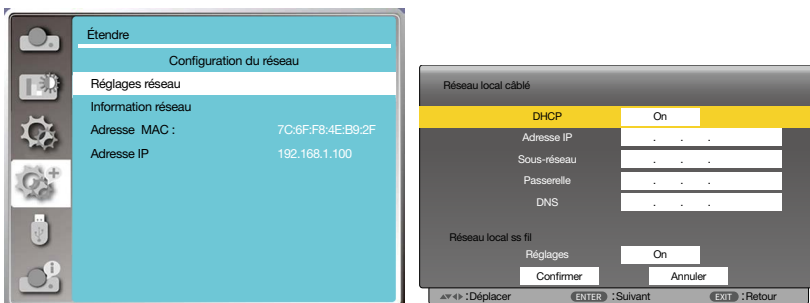 Étendre
Configuration du réseau
Réglages réseau
Information réseau
Adresse MAC : 7C:6F:F8:4E:B9:2F
Adresse IP 192.168.1.100
Réseau local câblé
DHCP On
Adresse IP . . .
Sous-réseau . . .
Passerelle . . .
DNS . . .
Réseau local ss fil
Réglages On
Confirmer Annuler
:Déplacer ENTER :Suivant EXIT :Retour